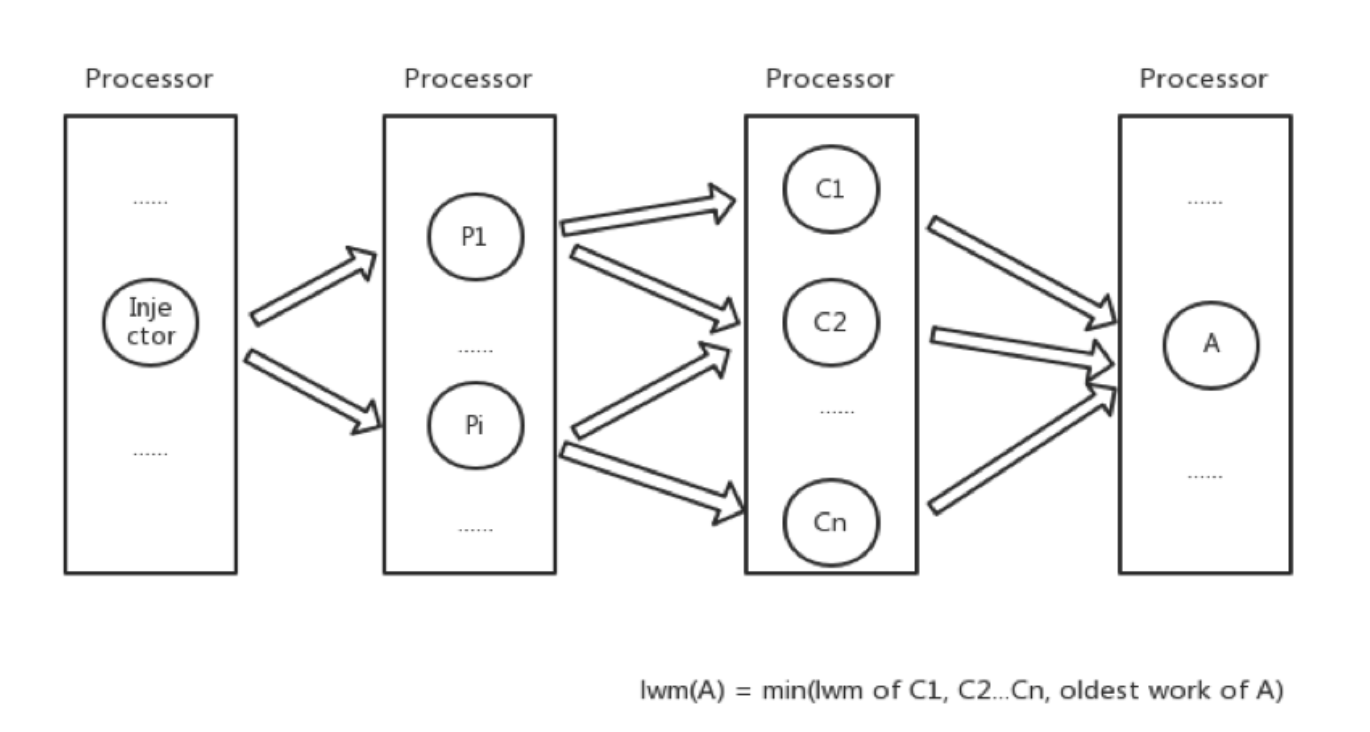 Processor Processor Processor Processor
......
Inje
ctor
......
P1
......
Pi
......
C1
C2
......
Cn
......
A
......
lwm(A) = min(lwm of C1, C2...Cn, oldest work of A)